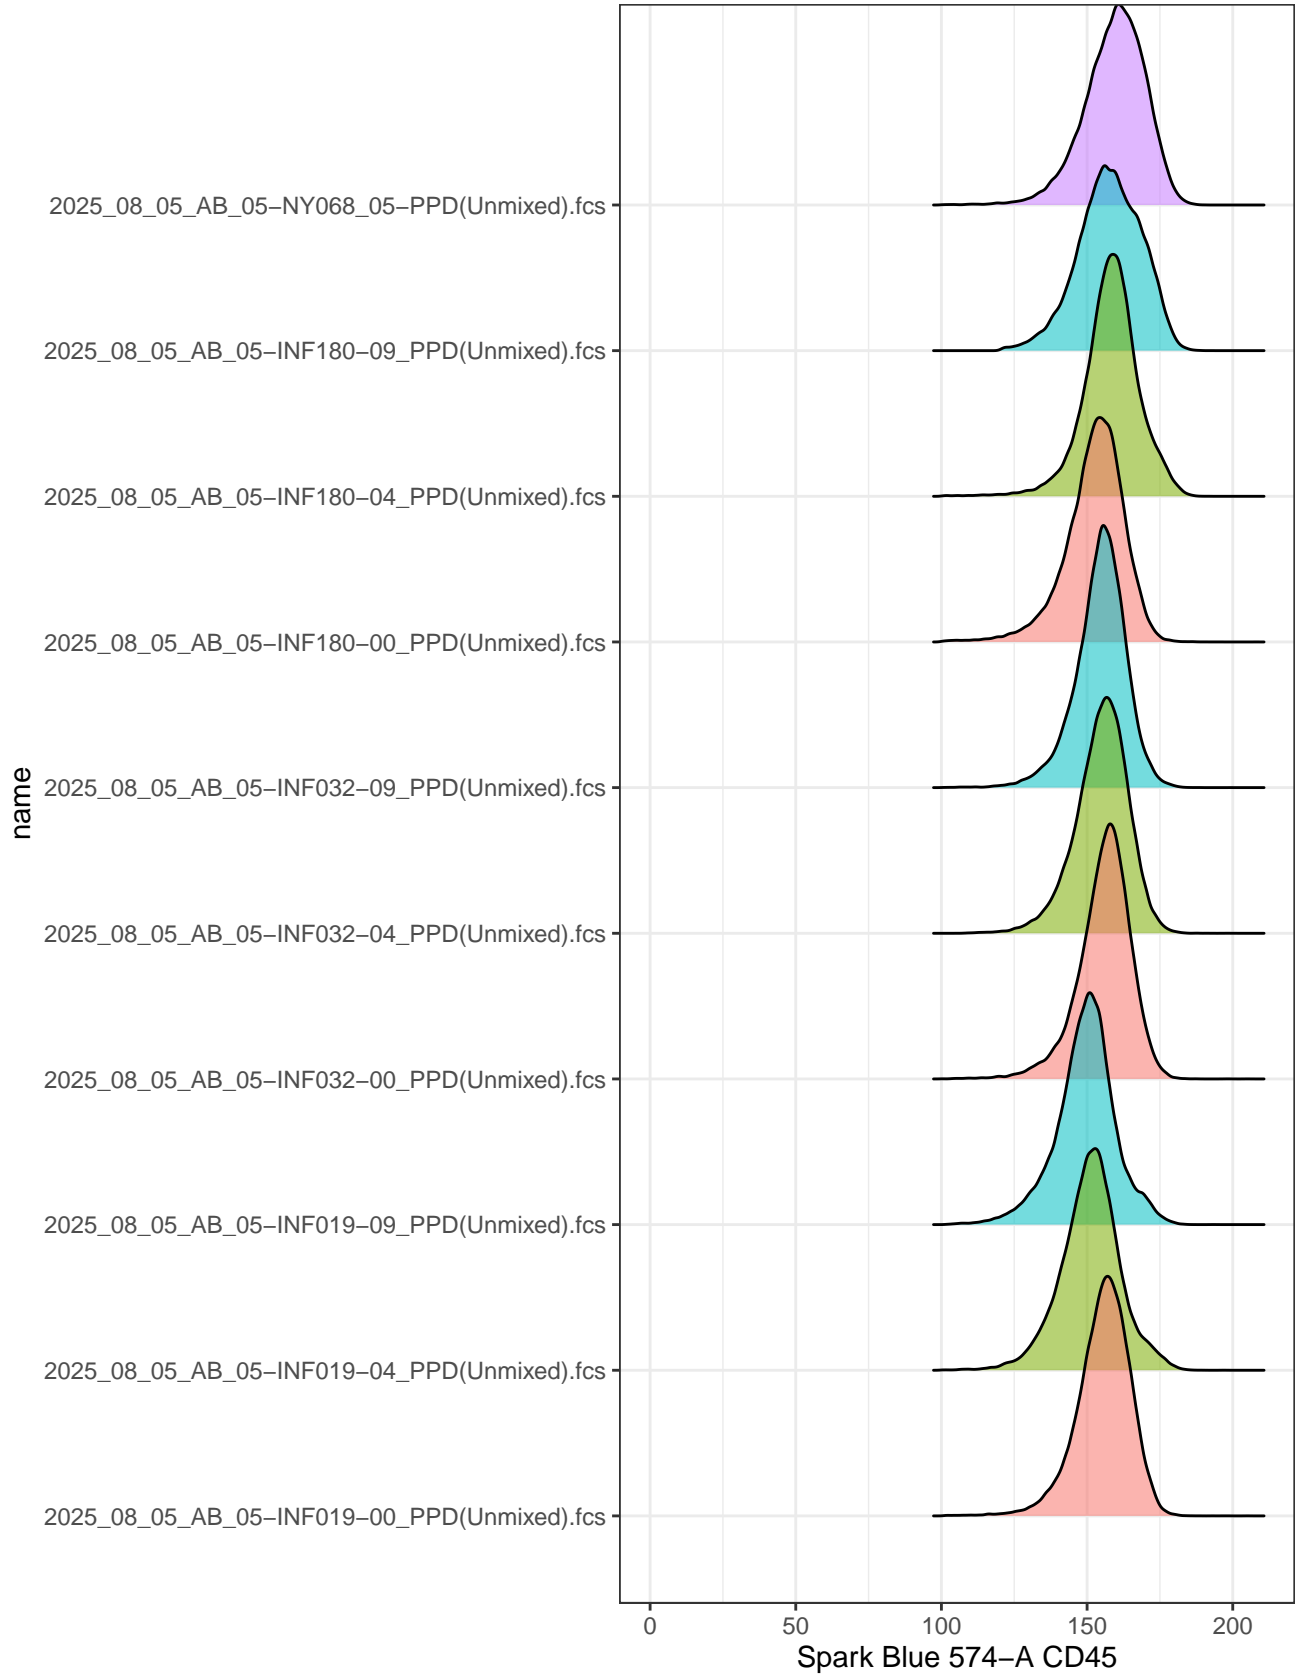 2025_08_05_AB_05−NY068_05−PPD(Unmixed).fcs
2025_08_05_AB_05−INF180−09_PPD(Unmixed).fcs
2025_08_05_AB_05−INF180−04_PPD(Unmixed).fcs
2025_08_05_AB_05−INF180−00_PPD(Unmixed).fcs
2025_08_05_AB_05−INF032−09_PPD(Unmixed).fcs
name
2025_08_05_AB_05−INF032−04_PPD(Unmixed).fcs
2025_08_05_AB_05−INF032−00_PPD(Unmixed).fcs
2025_08_05_AB_05−INF019−09_PPD(Unmixed).fcs
2025_08_05_AB_05−INF019−04_PPD(Unmixed).fcs
2025_08_05_AB_05−INF019−00_PPD(Unmixed).fcs
0 50 100 150 200
Spark Blue 574−A CD45